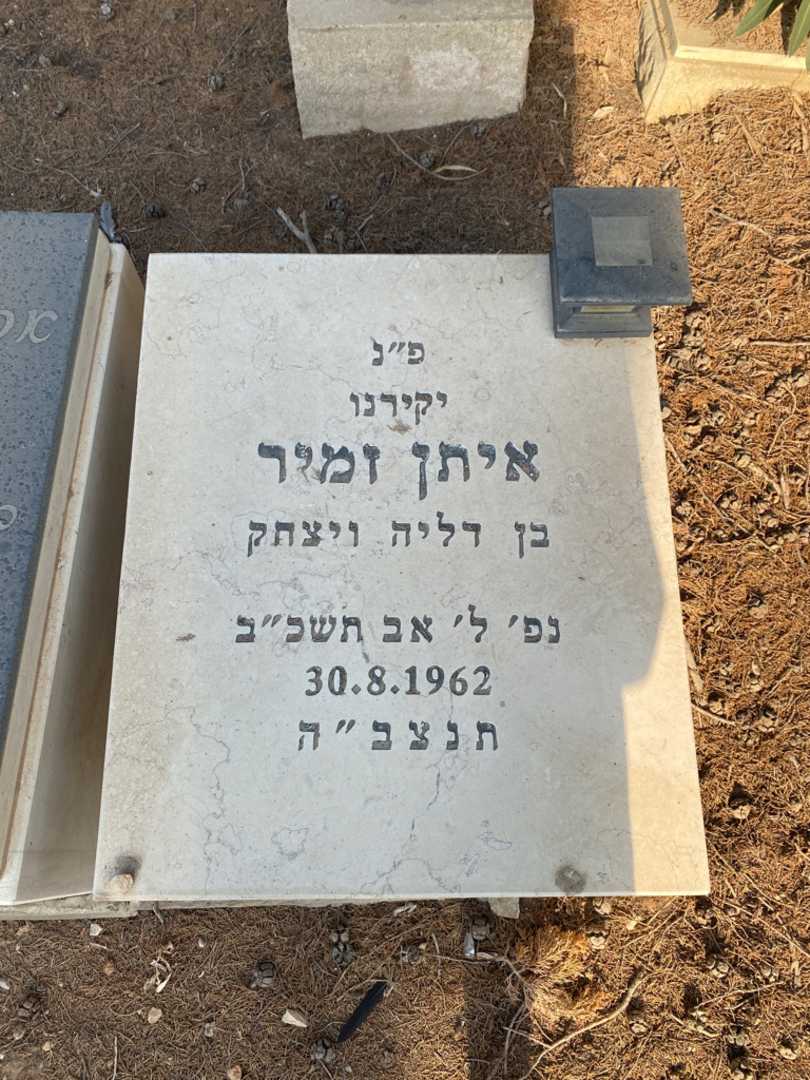 פ״נ
יקירנו
איתן זמיר
בן דליה ויצחק
נפ׳ ל׳ אב תשכ״ב
30.8.1962
תנצב״ה